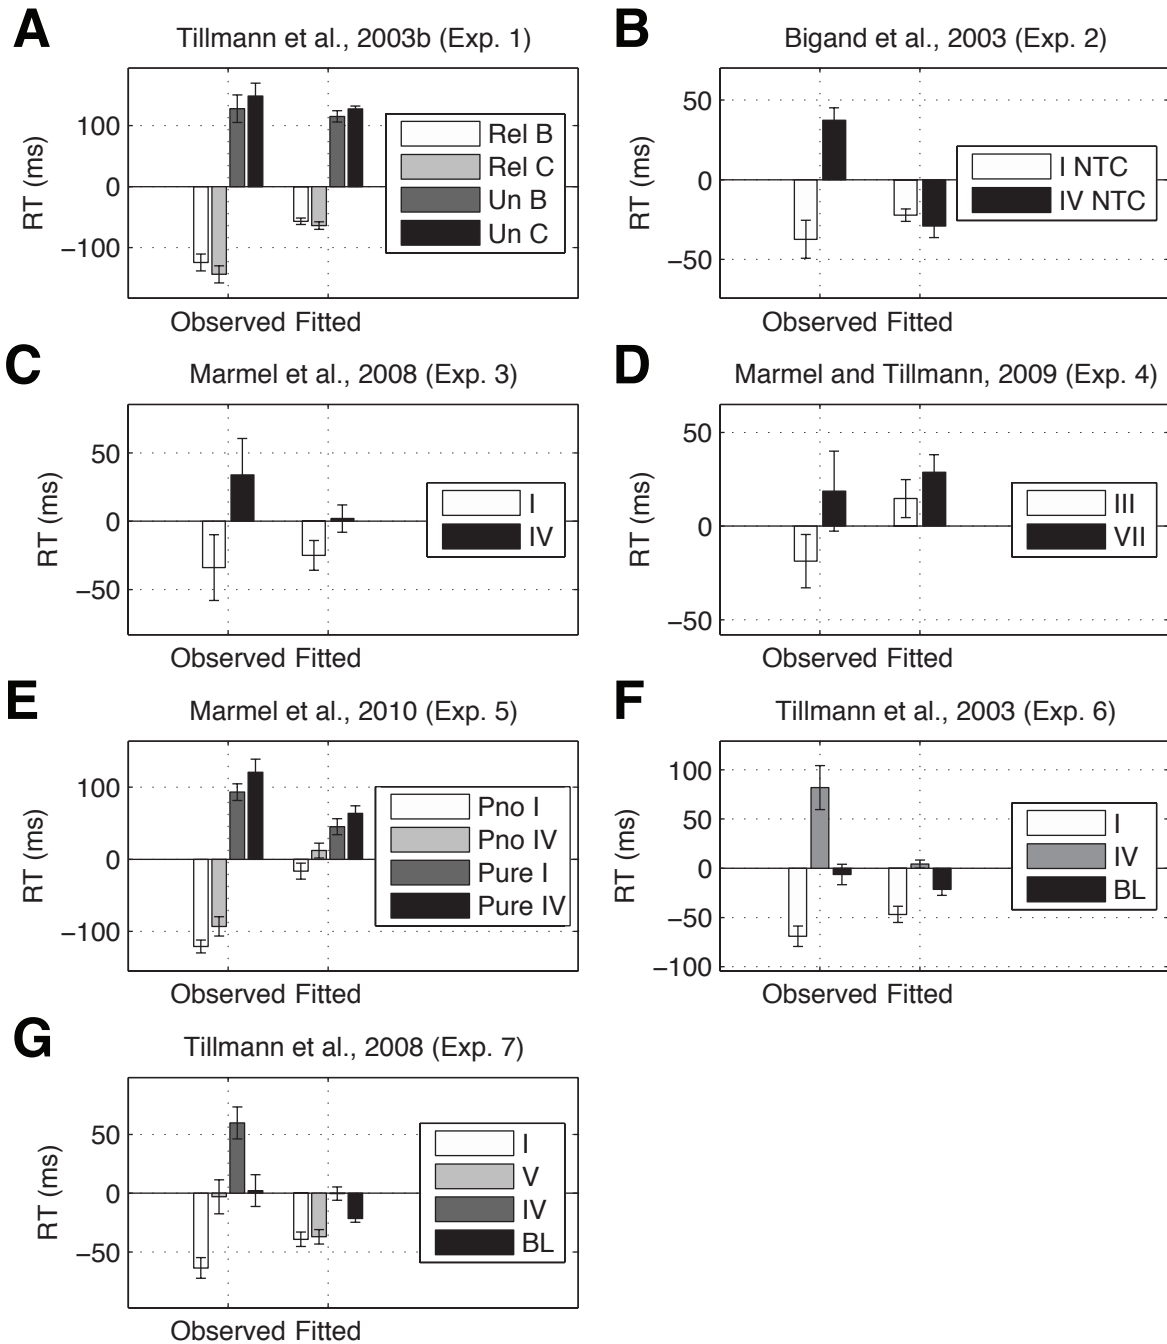 A
Tillmann et al., 2003b (Exp. 1)
RT (ms)
100
0
−100
Rel B
Rel C
Un B
Un C
Observed Fitted
B
Bigand et al., 2003 (Exp. 2)
RT (ms)
50
0
−50
I NTC
IV NTC
Observed Fitted
C
Marmel et al., 2008 (Exp. 3)
RT (ms)
50
0
−50
I
IV
Observed Fitted
D
Marmel and Tillmann, 2009 (Exp. 4)
RT (ms)
50
0
−50
III
VII
Observed Fitted
E
Marmel et al., 2010 (Exp. 5)
RT (ms)
100
0
−100
Pno I
Pno IV
Pure I
Pure IV
Observed Fitted
F
Tillmann et al., 2003 (Exp. 6)
RT (ms)
100
50
0
−50
−100
I
IV
BL
Observed Fitted
G
Tillmann et al., 2008 (Exp. 7)
RT (ms)
50
0
−50
I
V
IV
BL
Observed Fitted